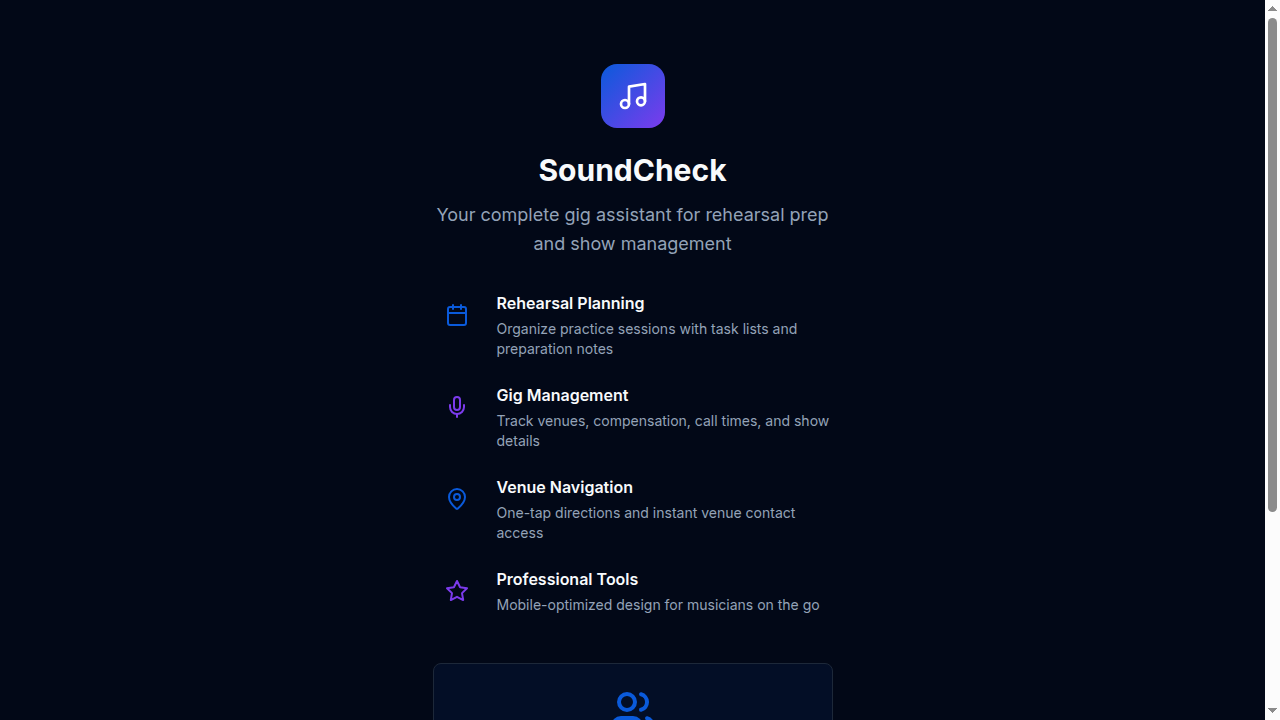 SoundCheck
Your complete gig assistant for rehearsal prep
and show management
Rehearsal Planning
Organize practice sessions with task lists and
preparation notes
Gig Management
Track venues, compensation, call times, and show
details
Venue Navigation
One-tap directions and instant venue contact
access
Professional Tools
Mobile-optimized design for musicians on the go